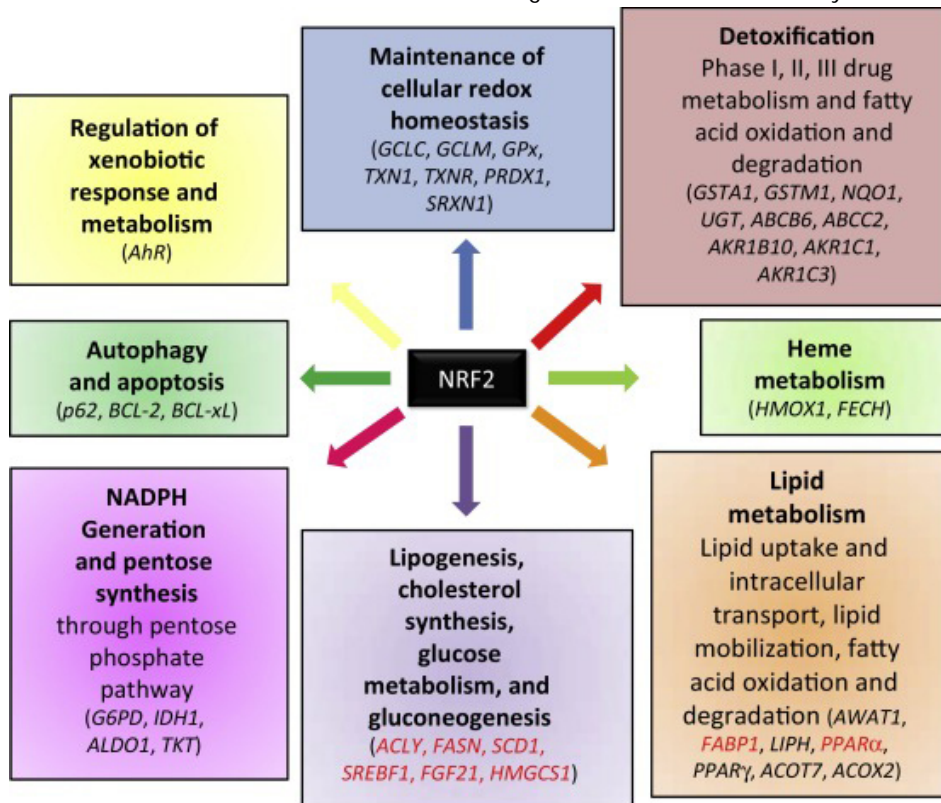 Regulation of
xenobiotic
response and
metabolism
(AhR)
Maintenance of
cellular redox
homeostasis
(GCLC, GCLM, GPx,
TXN1, TXNR, PRDX1,
SRXN1)
Detoxification
Phase I, II, III drug
metabolism and fatty
acid oxidation and
degradation
(GSTA1, GSTM1, NQO1,
UGT, ABCB6, ABCC2,
AKR1B10, AKR1C1,
AKR1C3)
Autophagy
and apoptosis
(p62, BCL-2, BCL-xL)
NRF2
Heme
metabolism
(HMOX1, FECH)
NADPH
Generation
and pentose
synthesis
through pentose
phosphate
pathway
(G6PD, IDH1,
ALDO1, TKT)
Lipogenesis,
cholesterol
synthesis,
glucose
metabolism, and
gluconeogenesis
(ACLY, FASN, SCD1,
SREBF1, FGF21, HMGCS1)
Lipid
metabolism
Lipid uptake and
intracellular
transport, lipid
mobilization, fatty
acid oxidation and
degradation (AWAT1,
FABP1, LIPH, PPARα,
PPARγ, ACOT7, ACOX2)